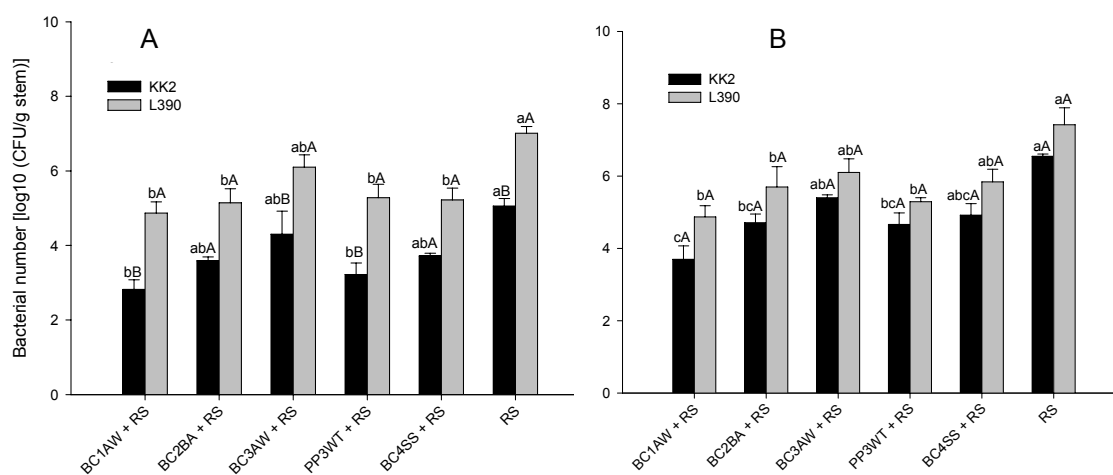 A
B
Bacterial number [log10 (CFU/g stem)]
10
8
6
4
2
0
KK2
L390
bB
bA
abA
bA
abB
abA
bB
bA
abA
bA
aB
aA
BC1AW + RS
BC2BA + RS
BC3AW + RS
PP3WT + RS
BC4SS + RS
RS
10
8
6
4
2
0
KK2
L390
cA
bA
bcA
bA
abA
abA
bcA
bA
abcA
abA
aA
aA
BC1AW + RS
BC2BA + RS
BC3AW + RS
PP3WT + RS
BC4SS + RS
RS